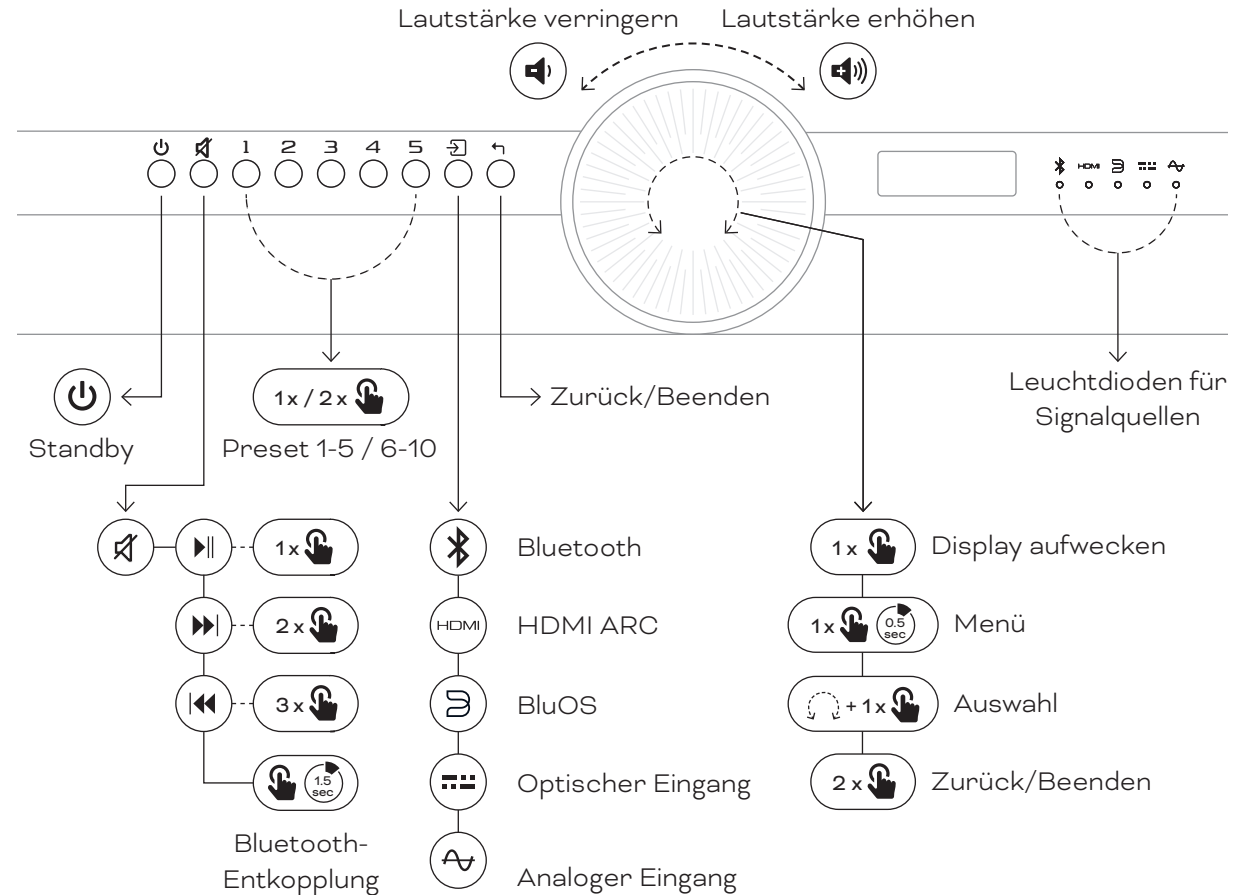 Lautstärke verringern
Lautstärke erhöhen
1 2 3 4 5
HDMI
Standby
1x / 2x
Preset 1-5 / 6-10
Zurück/Beenden
Leuchtdioden für
Signalquellen
1x
2x
3x
1.5
sec
Bluetooth-
Entkopplung
Bluetooth
HDMI
HDMI ARC
BluOS
Optischer Eingang
Analoger Eingang
1x
Display aufwecken
1x
0.5
sec
Menü
+ 1x
Auswahl
2x
Zurück/Beenden